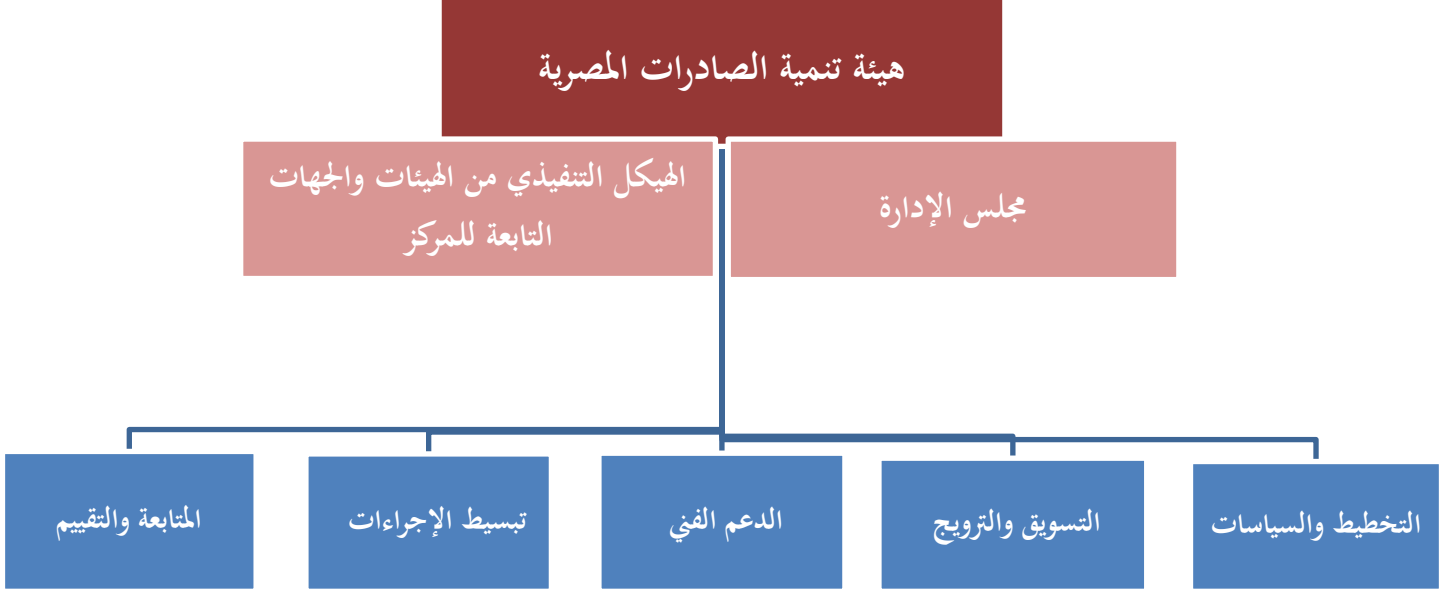 هيئة تنمية الصادرات المصرية
مجلس الإدارة
الهيكل التنفيذي من الهيئات والجهات
التابعة للمركز
التخطيط والسياسات
التسويق والترويج
الدعم الفني
تبسيط الإجراءات
المتابعة والتقييم